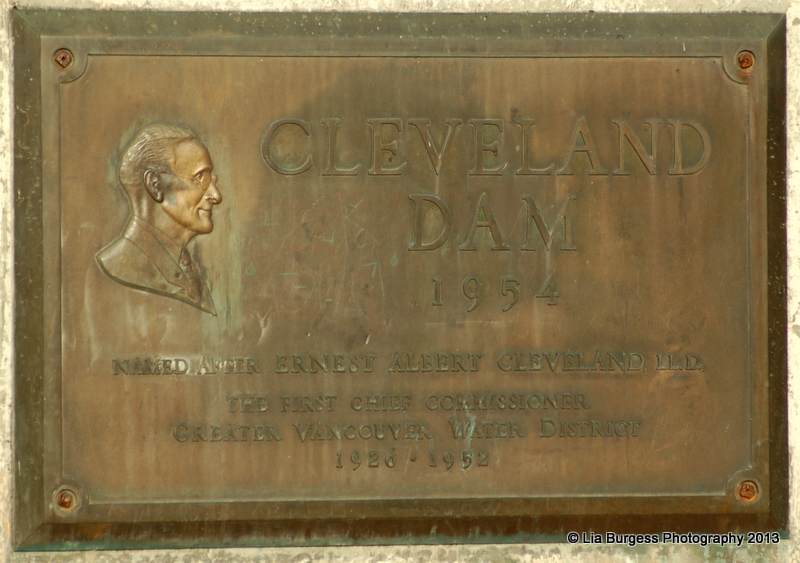 CLEVELAND
DAM
1954
NAMED AFTER ERNEST ALBERT CLEVELAND, LL.D.,
THE FIRST CHIEF COMMISSIONER
GREATER VANCOUVER WATER DISTRICT
1926 · 1952
© Lia Burgess Photography 2013